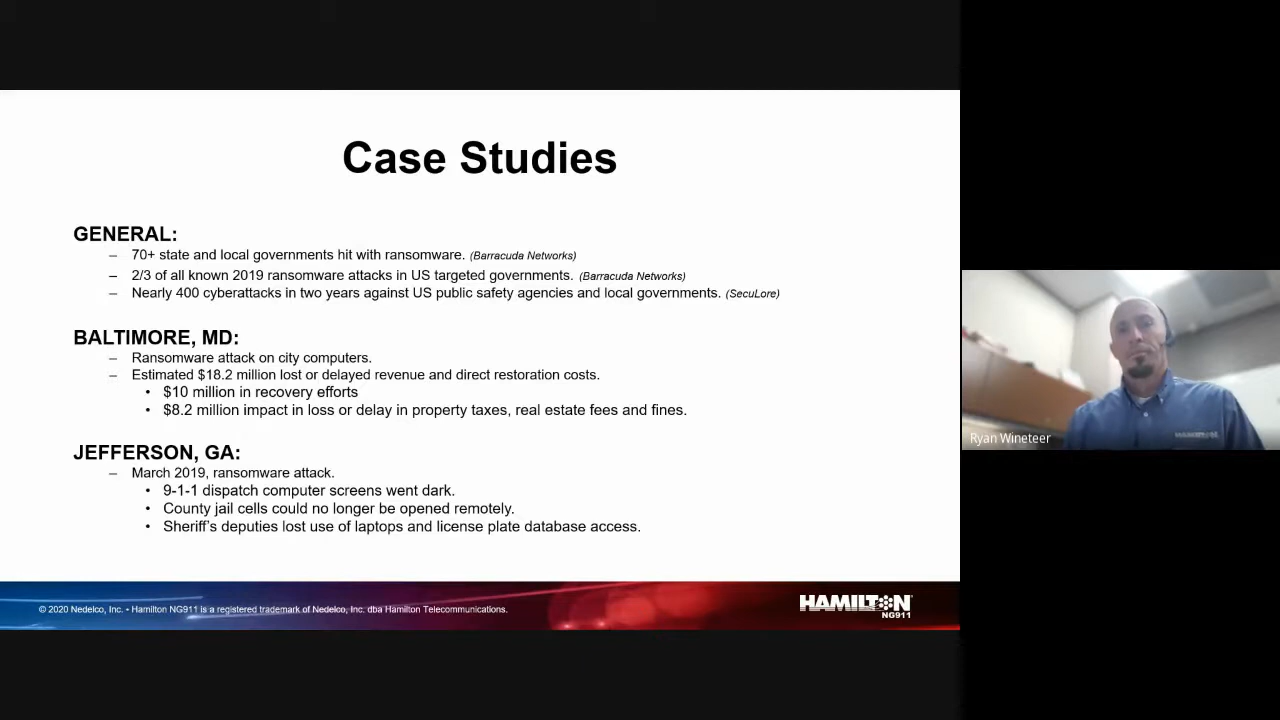 Case Studies
GENERAL:
– 70+ state and local governments hit with ransomware. (Barracuda Networks)
– 2/3 of all known 2019 ransomware attacks in US targeted governments. (Barracuda Networks)
– Nearly 400 cyberattacks in two years against US public safety agencies and local governments. (SecuLore)
BALTIMORE, MD:
– Ransomware attack on city computers.
– Estimated $18.2 million lost or delayed revenue and direct restoration costs.
• $10 million in recovery efforts
• $8.2 million impact in loss or delay in property taxes, real estate fees and fines.
JEFFERSON, GA:
– March 2019, ransomware attack.
• 9-1-1 dispatch computer screens went dark.
• County jail cells could no longer be opened remotely.
• Sheriff's deputies lost use of laptops and license plate database access.
© 2020 Nedelco, Inc. • Hamilton NG911 is a registered trademark of Nedelco, Inc. dba Hamilton Telecommunications.
HAMILTON
NG911
HAMILTON
Ryan Wineteer